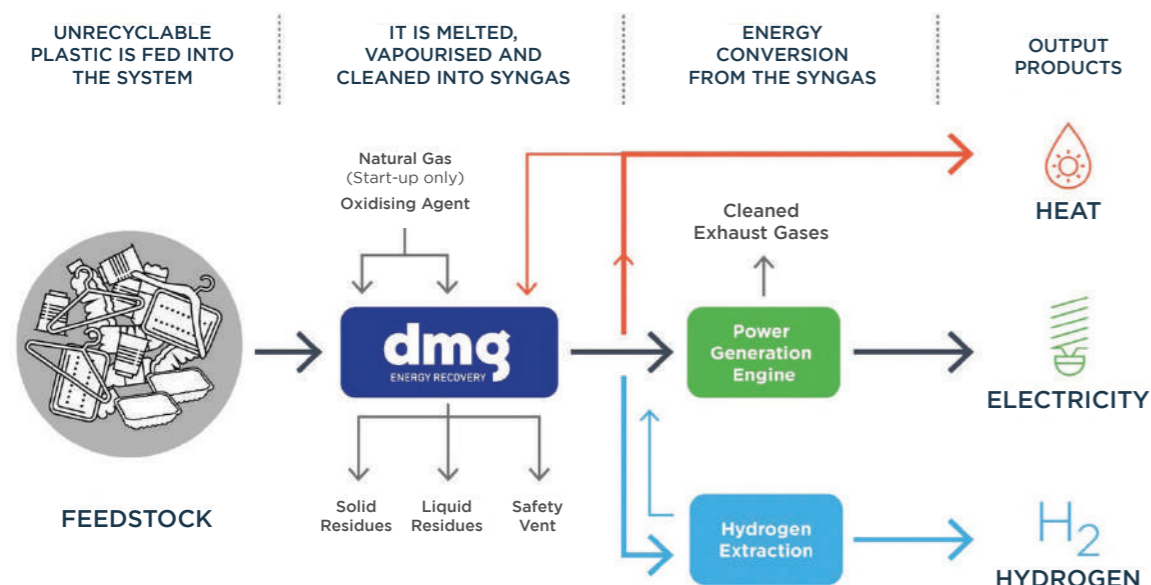 UNRECYCLABLE
PLASTIC IS FED INTO
THE SYSTEM
IT IS MELTED,
VAPOURISED AND
CLEANED INTO SYNGAS
ENERGY
CONVERSION
FROM THE SYNGAS
OUTPUT
PRODUCTS
Natural Gas
(Start-up only)
Oxidising Agent
Cleaned
Exhaust Gases
HEAT
dmg
ENERGY RECOVERY
Power
Generation
Engine
ELECTRICITY
FEEDSTOCK
Solid
Residues
Liquid
Residues
Safety
Vent
Hydrogen
Extraction
H2
HYDROGEN